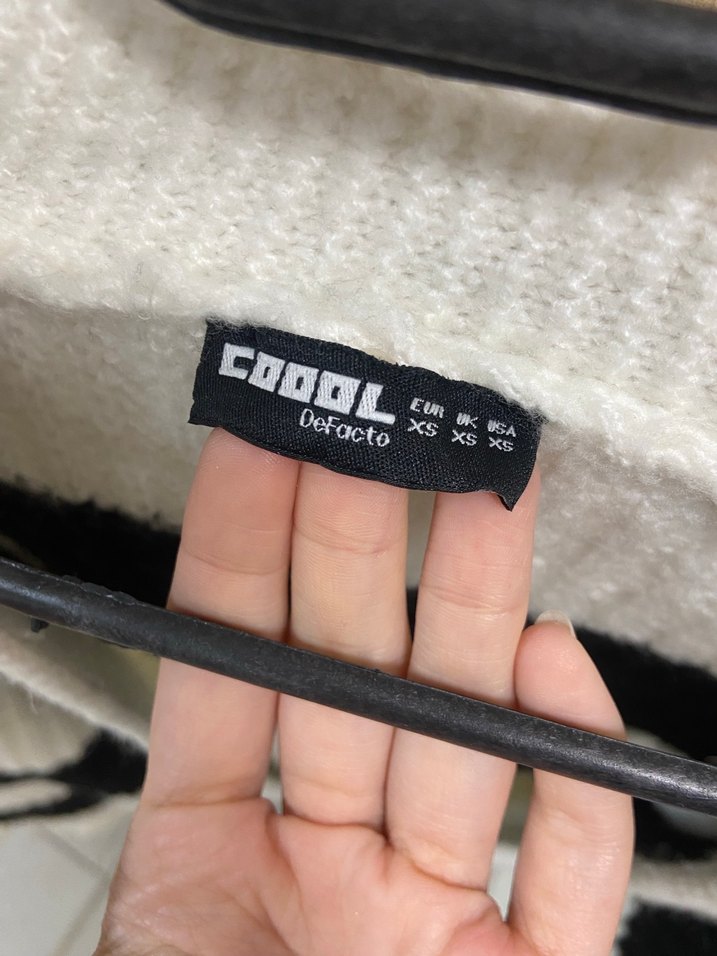 COOOL
DeFacto
EUR UK USA
XS XS XS